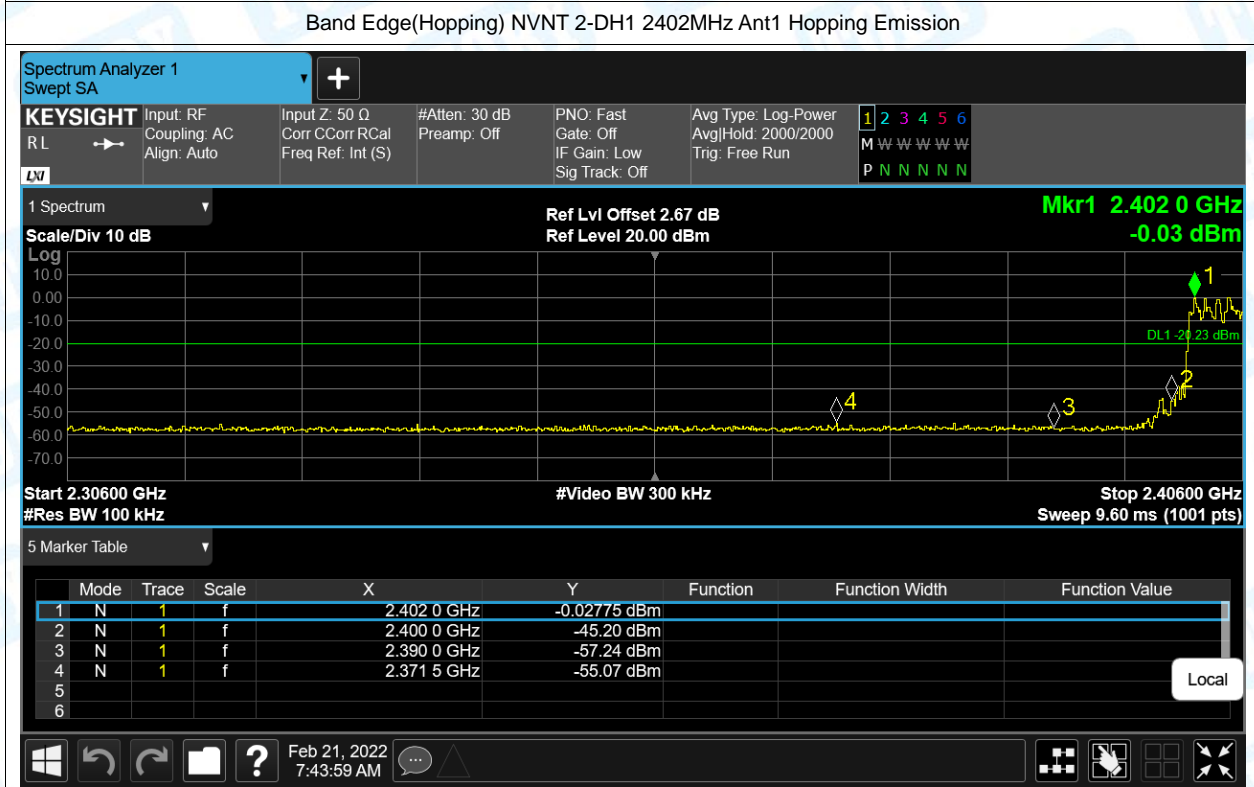 Band Edge(Hopping) NVNT 2-DH1 2402MHz Ant1 Hopping Emission
Spectrum Analyzer 1
Swept SA
KEYSIGHT
R L
LXI
Input: RF
Coupling: AC
Align: Auto
Input Z: 50 Ω
Corr CCorr RCal
Freq Ref: Int (S)
#Atten: 30 dB
Preamp: Off
PNO: Fast
Gate: Off
IF Gain: Low
Sig Track: Off
Avg Type: Log-Power
Avg|Hold: 2000/2000
Trig: Free Run
1 2 3 4 5 6
M W W W W W
P N N N N N
1 Spectrum
Scale/Div 10 dB
Ref Lvl Offset 2.67 dB
Ref Level 20.00 dBm
Mkr1 2.402 0 GHz
-0.03 dBm
Log
10.0
0.00
-10.0
-20.0
-30.0
-40.0
-50.0
-60.0
-70.0
1
DL1 -20.23 dBm
2
4
3
Start 2.30600 GHz
#Res BW 100 kHz
#Video BW 300 kHz
Stop 2.40600 GHz
Sweep 9.60 ms (1001 pts)
5 Marker Table
Mode Trace Scale X Y Function Function Width Function Value
1 N 1 f 2.402 0 GHz -0.02775 dBm
2 N 1 f 2.400 0 GHz -45.20 dBm
3 N 1 f 2.390 0 GHz -57.24 dBm
4 N 1 f 2.371 5 GHz -55.07 dBm
5
6
Local
?
Feb 21, 2022
7:43:59 AM